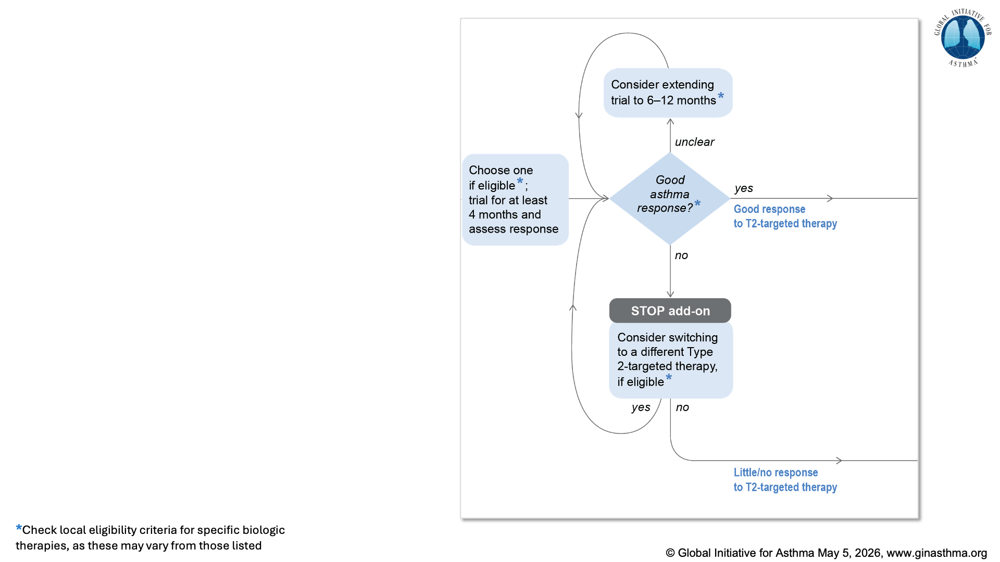 GLOBAL INITIATIVE FOR
ASTHMA
Consider extending
trial to 6–12 months*
unclear
Choose one
if eligible*;
trial for at least
4 months and
assess response
Good
asthma
response?*
yes
Good response
to T2-targeted therapy
no
STOP add-on
Consider switching
to a different Type
2-targeted therapy,
if eligible*
yes
no
Little/no response
to T2-targeted therapy
*Check local eligibility criteria for specific biologic
therapies, as these may vary from those listed
© Global Initiative for Asthma May 5, 2026, www.ginasthma.org